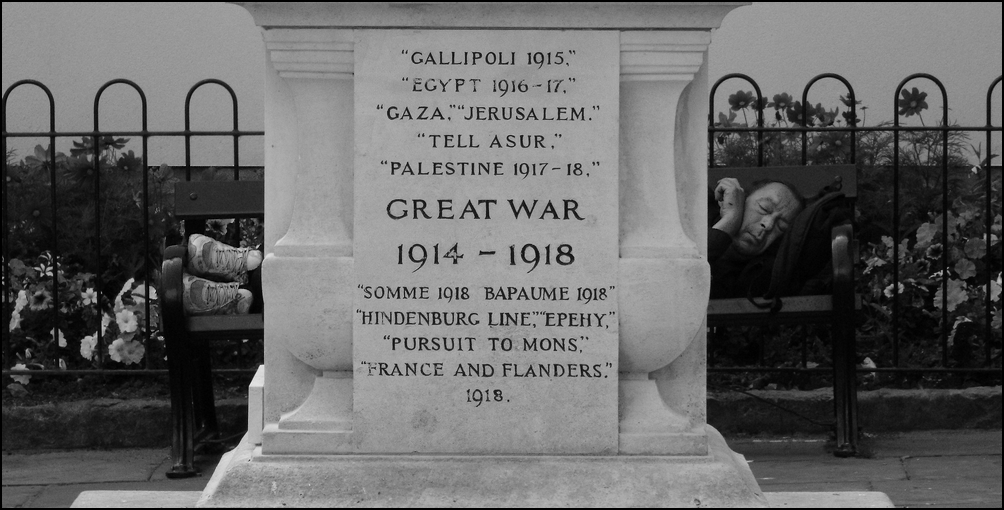 “GALLIPOLI 1915,”
“EGYPT 1916-17,”
“GAZA,” “JERUSALEM.”
“TELL ASUR,”
“PALESTINE 1917-18,”
GREAT WAR
1914 – 1918
“SOMME 1918 BAPAUME 1918”
“HINDENBURG LINE,” “EPEHY,”
“PURSUIT TO MONS,”
“FRANCE AND FLANDERS,”
1918.